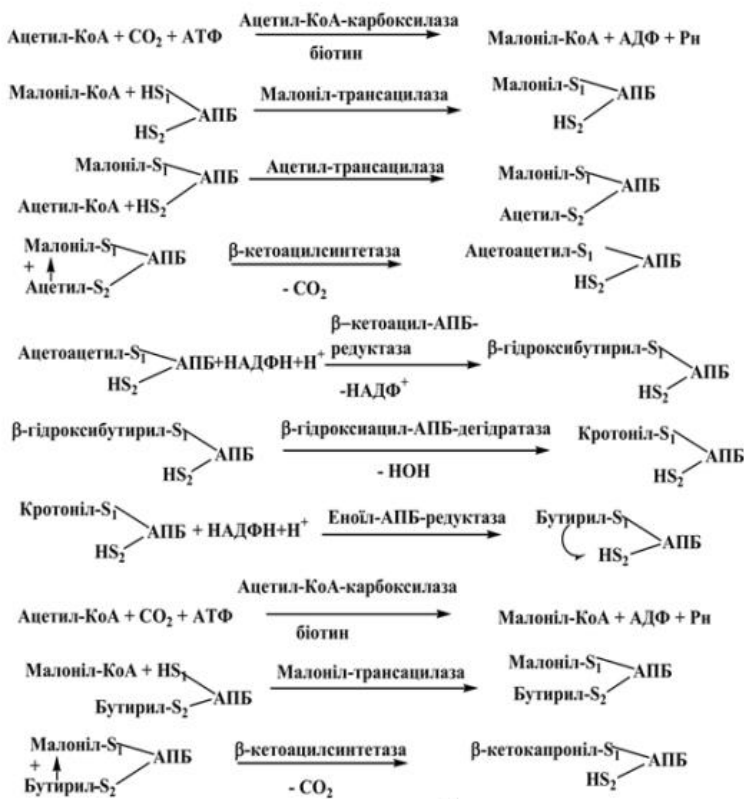 Ацетил-КоА + CO₂ + АТФ Ацетил-КоА-карбоксилаза біотин Малоніл-КоА + АДФ + Рн
Малоніл-КоА + HS₁ HS₂ АПБ Малоніл-трансацилаза Малоніл-S₁ HS₂ АПБ
Малоніл-S₁ Ацетил-КоА +HS₂ АПБ Ацетил-трансацилаза Малоніл-S₁ Ацетил-S₂ АПБ
Малоніл-S₁ + Ацетил-S₂ АПБ β-кетоацилсинтетаза - CO₂ Ацетоацетил-S₁ HS₂ АПБ
Ацетоацетил-S₁ HS₂ АПБ+НАДФН+Н⁺ β–кетоацил-АПБ-редуктаза -НАДФ⁺ β-гідроксибутирил-S₁ HS₂ АПБ
β-гідроксибутирил-S₁ HS₂ АПБ β-гідроксиацил-АПБ-дегідратаза - НОН Кротоніл-S₁ HS₂ АПБ
Кротоніл-S₁ HS₂ АПБ + НАДФН+Н⁺ Еноїл-АПБ-редуктаза Бутирил-S₁ HS₂ АПБ
Ацетил-КоА + CO₂ + АТФ Ацетил-КоА-карбоксилаза біотин Малоніл-КоА + АДФ + Рн
Малоніл-КоА + HS₁ Бутирил-S₂ АПБ Малоніл-трансацилаза Малоніл-S₁ Бутирил-S₂ АПБ
Малоніл-S₁ + Бутирил-S₂ АПБ β-кетоацилсинтетаза - CO₂ β-кетокапроніл-S₁ HS₂ АПБ